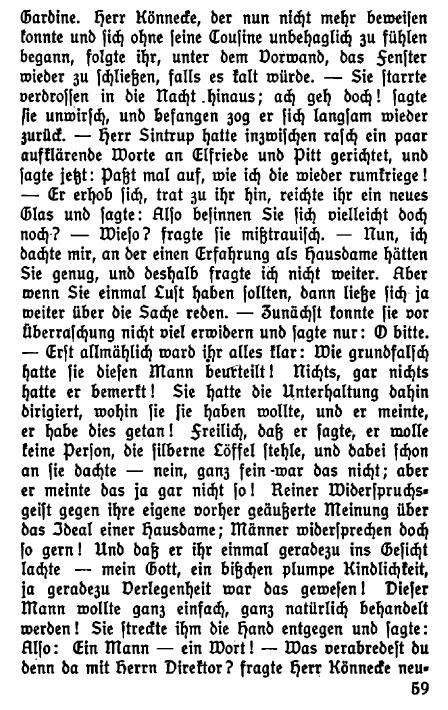 Gardine. Herr Könnecke, der nun nicht mehr beweisen
konnte und sich ohne seine Cousine unbehaglich zu fühlen
begann, folgte ihr, unter dem Vorwand, das Fenster
wieder zu schließen, falls es kalt würde. — Sie starrte
verdrossen in die Nacht hinaus; ach geh doch! sagte
sie unwirsch, und befangen zog er sich langsam wieder
zurück. — Herr Sintrup hatte inzwischen rasch ein paar
aufklärende Worte an Elfriede und Pitt gerichtet, und
sagte jetzt: Paßt mal auf, wie ich die wieder rumkriege!
— Er erhob sich, trat zu ihr hin, reichte ihr ein neues
Glas und sagte: Also besinnen Sie sich vielleicht doch
noch? — Wieso? fragte sie mißtrauisch. — Nun, ich
dachte mir, an der einen Erfahrung als Hausdame hätten
Sie genug, und deshalb fragte ich nicht weiter. Aber
wenn Sie einmal Lust haben sollten, dann ließe sich ja
weiter über die Sache reden. — Zunächst konnte sie vor
Überraschung nicht viel erwidern und sagte nur: O bitte.
— Erst allmählich ward ihr alles klar: Wie grundfalsch
hatte sie diesen Mann beurteilt! Nichts, gar nichts
hatte er bemerkt! Sie hatte die Unterhaltung dahin
dirigiert, wohin sie sie haben wollte, und er meinte,
er habe dies getan! Freilich, daß er sagte, er wolle
keine Person, die silberne Löffel stehle, und dabei schon
an sie dachte — nein, ganz fein war das nicht; aber
er meinte das ja gar nicht so! Reiner Widerspruchs-
geist gegen ihre eigene vorher geäußerte Meinung über
das Ideal einer Hausdame; Männer widersprechen doch
so gern! Und daß er ihr einmal geradezu ins Gesicht
lachte — mein Gott, ein bißchen plumpe Kindlichkeit,
ja geradezu Verlegenheit war das gewesen! Dieser
Mann wollte ganz einfach, ganz natürlich behandelt
werden! Sie streckte ihm die Hand entgegen und sagte:
Also: Ein Mann — ein Wort! — Was verabredest du
denn da mit Herrn Direktor? fragte Herr Könnecke neu-
59